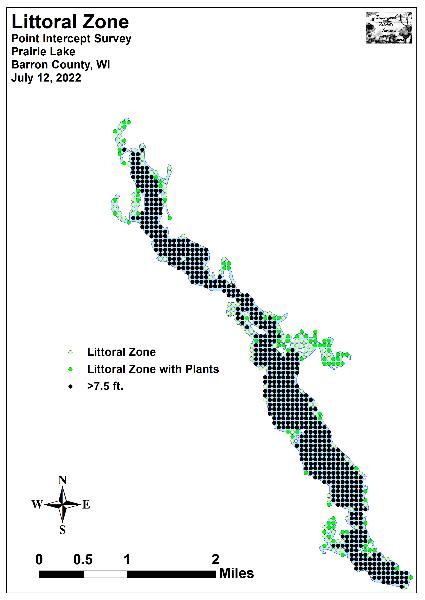 Littoral Zone
Point Intercept Survey
Prairie Lake
Barron County, WI
July 12, 2022
Littoral Zone
Littoral Zone with Plants
>7.5 ft.
N
W E
S
0 0.5 1 2
Miles